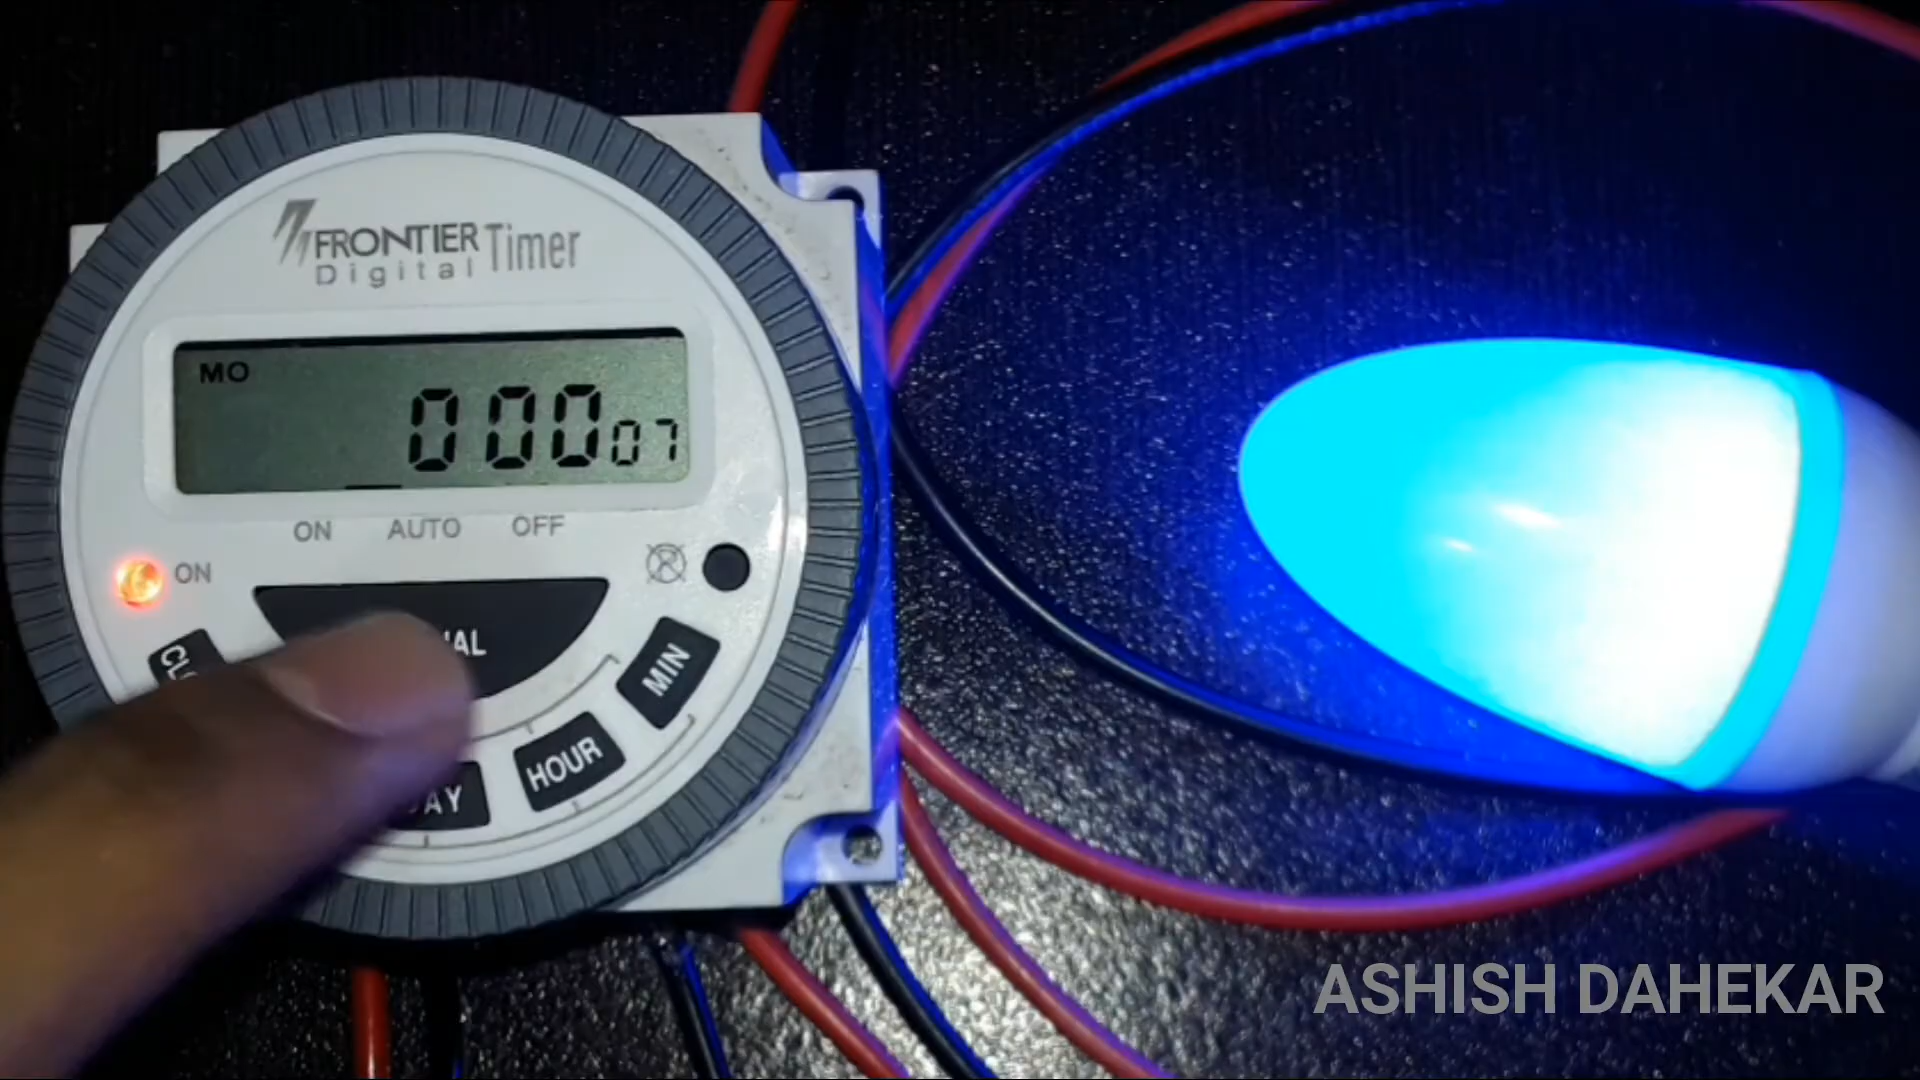 FRONTIER Timer
Digital
MO
0:00 07
ON AUTO OFF
ON
MIN
HOUR
ASHISH DAHEKAR